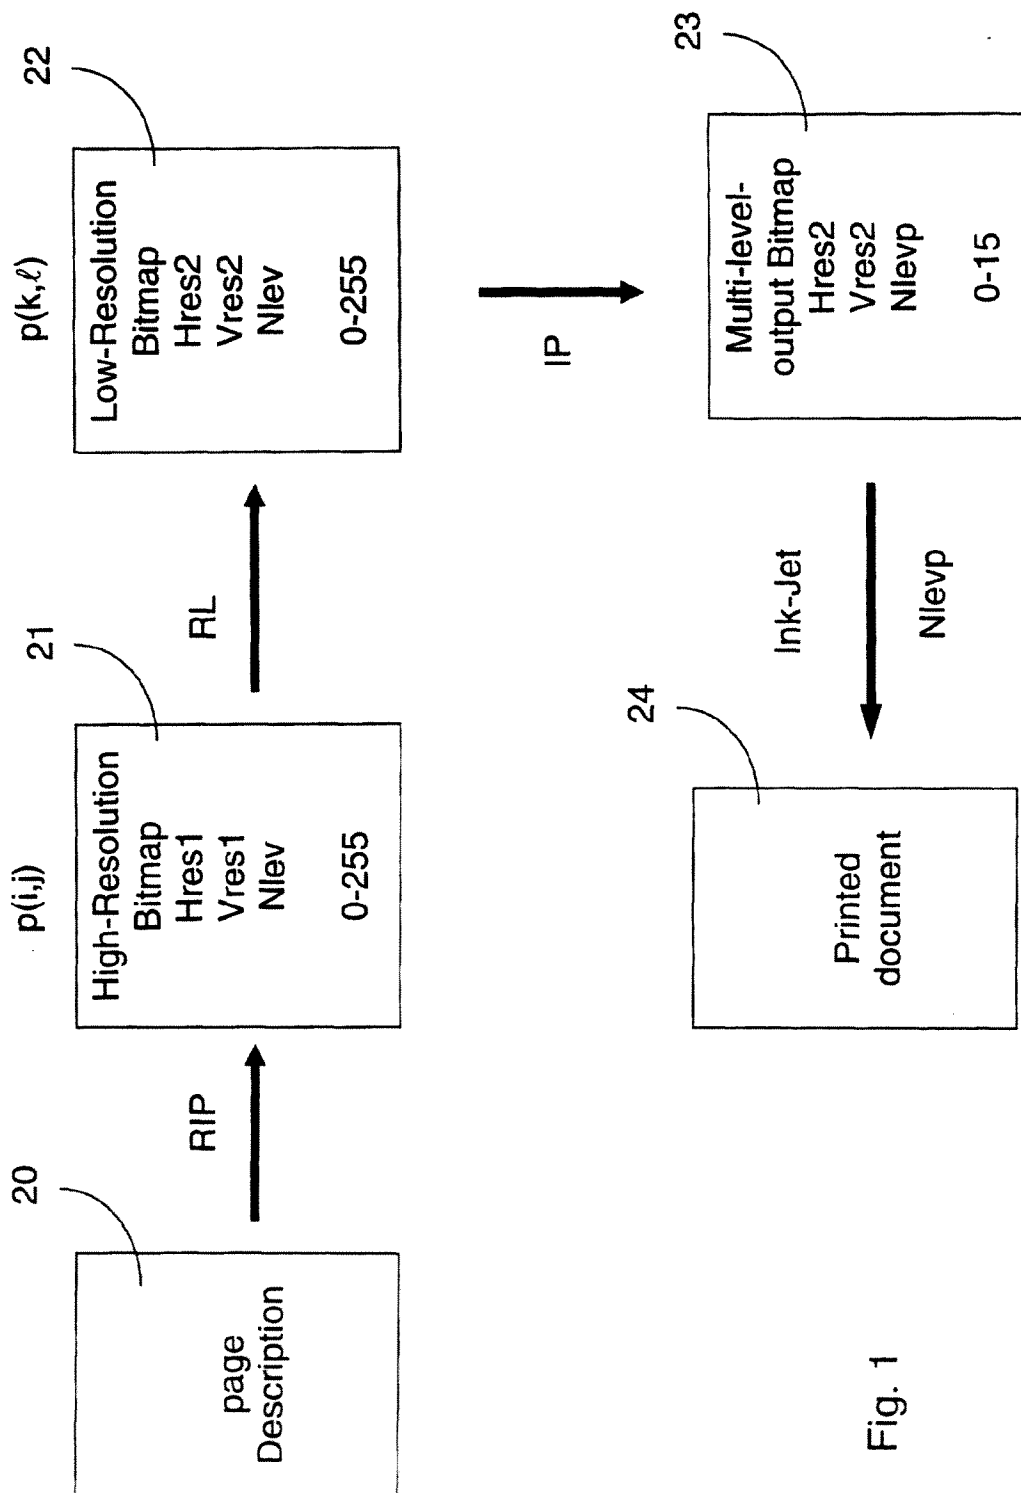 20
page
Description
RIP
p(i,j)
21
High-Resolution
Bitmap
Hres1
Vres1
Nlev
0-255
RL
p(k,ℓ)
22
Low-Resolution
Bitmap
Hres2
Vres2
Nlev
0-255
IP
23
Multi-level-
output Bitmap
Hres2
Vres2
Nlevp
0-15
Ink-Jet
Nlevp
24
Printed
document
Fig. 1